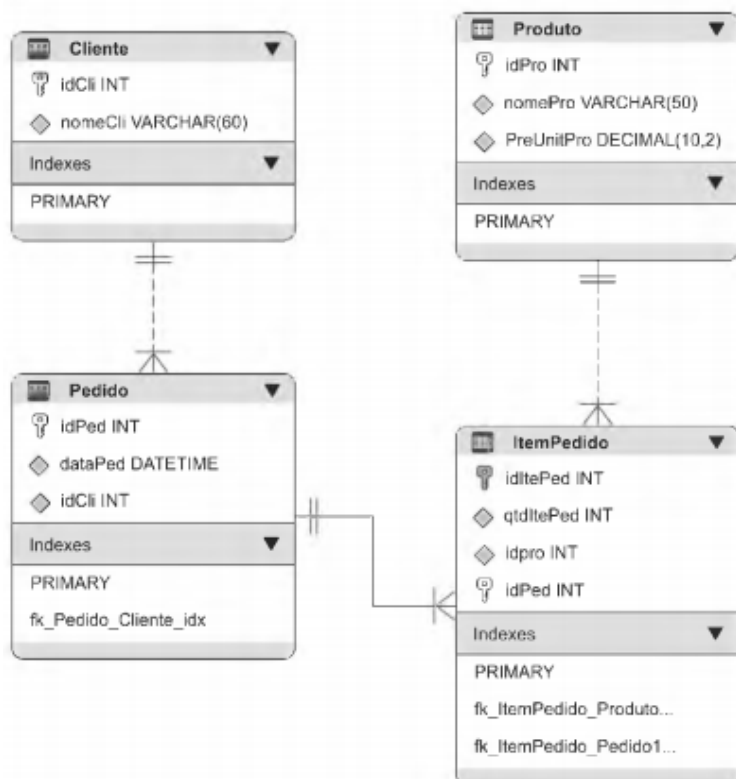 Cliente
idCli INT
nomeCli VARCHAR(60)
Indexes
PRIMARY
Produto
idPro INT
nomePro VARCHAR(50)
PreUnitPro DECIMAL(10,2)
Indexes
PRIMARY
Pedido
idPed INT
dataPed DATETIME
idCli INT
Indexes
PRIMARY
fk_Pedido_Cliente_idx
ItemPedido
idItePed INT
qtdItePed INT
idpro INT
idPed INT
Indexes
PRIMARY
fk_ItemPedido_Produto...
fk_ItemPedido_Pedido1...